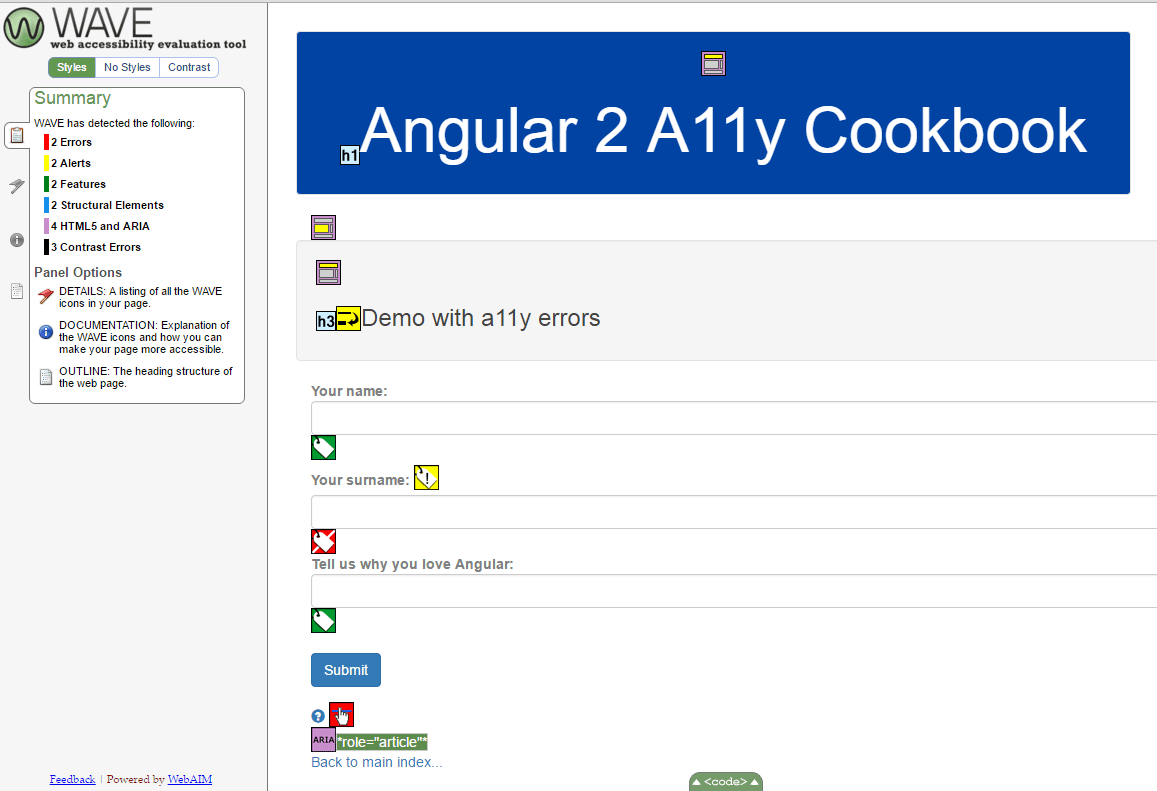 WAVE
web accessibility evaluation tool
Styles No Styles Contrast
Summary
WAVE has detected the following:
2 Errors
2 Alerts
2 Features
2 Structural Elements
4 HTML5 and ARIA
3 Contrast Errors
Panel Options
DETAILS: A listing of all the WAVE
icons in your page.
DOCUMENTATION: Explanation of
the WAVE icons and how you can
make your page more accessible.
OUTLINE: The heading structure of
the web page.
Feedback | Powered by WebAIM
h1 Angular 2 A11y Cookbook
h3 Demo with a11y errors
Your name:
Your surname:
Tell us why you love Angular:
Submit
ARIA *role="article"*
Back to main index...
<code>